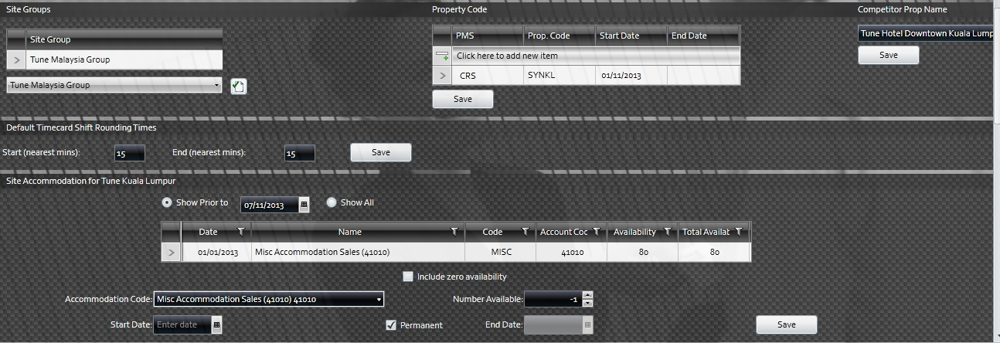 Site Groups
Property Code
Competitor Prop Name
Site Group
Tune Malaysia Group
Tune Malaysia Group
PMS Prop. Code Start Date End Date
Click here to add new item
CRS SYNKL 01/11/2013
Save
Tune Hotel Downtown Kuala Lump
Save
Default Timecard Shift Rounding Times
Start (nearest mins): 15 End (nearest mins): 15 Save
Site Accommodation for Tune Kuala Lumpur
Show Prior to 07/11/2013 Show All
Date Name Code Account Coc Availability Total Availat
01/01/2013 Misc Accommodation Sales (41010) MISC 41010 80 80
Include zero availability
Accommodation Code: Misc Accommodation Sales (41010) 41010 Number Available: -1
Start Date: Enter date Permanent End Date: Save